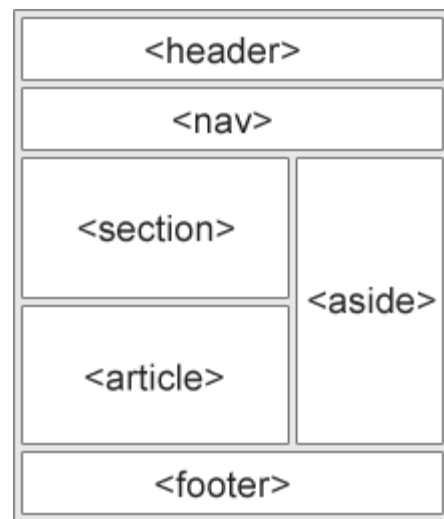 <header>
<nav>
<section>
<aside>
<article>
<footer>